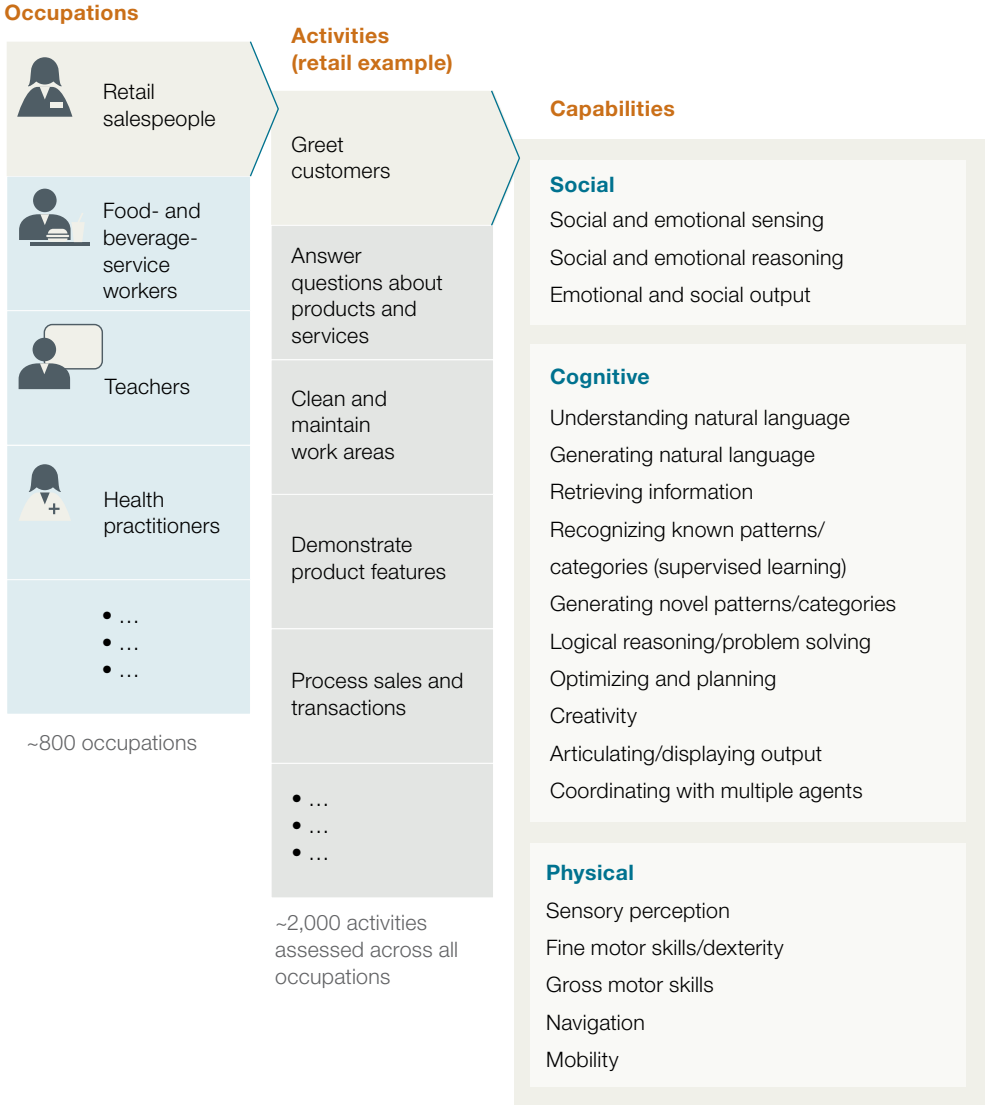 Occupations
Retail
salespeople
Food- and
beverage-
service
workers
Teachers
Health
practitioners
• …
• …
• …
~800 occupations
Activities
(retail example)
Greet
customers
Answer
questions about
products and
services
Clean and
maintain
work areas
Demonstrate
product features
Process sales and
transactions
• …
• …
• …
~2,000 activities
assessed across all
occupations
Capabilities
Social
Social and emotional sensing
Social and emotional reasoning
Emotional and social output
Cognitive
Understanding natural language
Generating natural language
Retrieving information
Recognizing known patterns/
categories (supervised learning)
Generating novel patterns/categories
Logical reasoning/problem solving
Optimizing and planning
Creativity
Articulating/displaying output
Coordinating with multiple agents
Physical
Sensory perception
Fine motor skills/dexterity
Gross motor skills
Navigation
Mobility